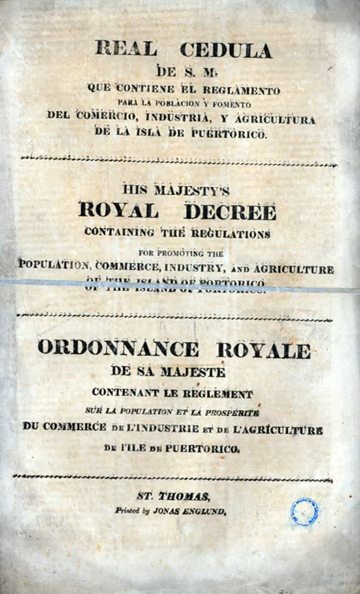 REAL CEDULA
DE S. M.
QUE CONTIENE EL REGLAMENTO
PARA LA POBLACION Y FOMENTO
DEL COMERCIO, INDUSTRIA, Y AGRICULTURA
DE LA ISLA DE PUERTORICO.
HIS MAJESTY'S
ROYAL DECREE
CONTAINING THE REGULATIONS
FOR PROMOTING THE
POPULATION, COMMERCE, INDUSTRY, AND AGRICULTURE
OF THE ISLAND OF PORTORICO.
ORDONNANCE ROYALE
DE SA MAJESTE
CONTENANT LE REGLEMENT
SUR LA POPULATION ET LA PROSPERITE
DU COMMERCE DE L'INDUSTRIE ET DE L'AGRICULTURE
DE l'ILE DE PUERTORICO.
ST. THOMAS,
Printed by JONAS ENGLUND,